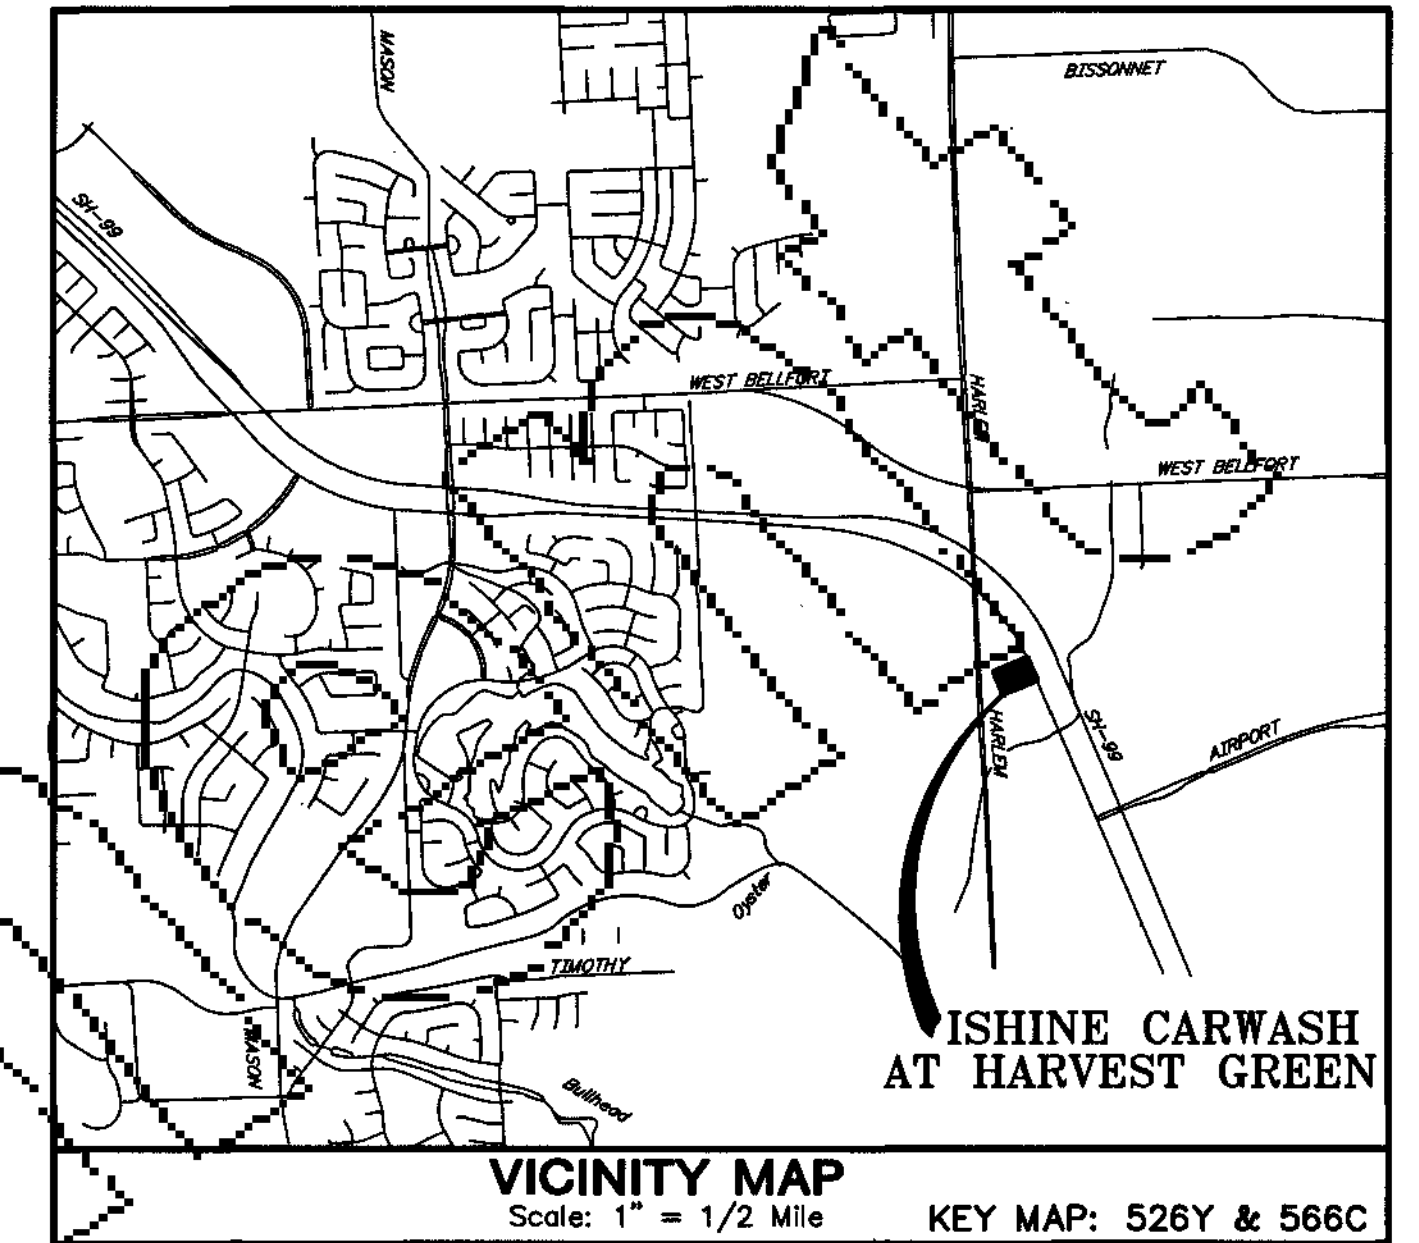 MASON
BISSONNET
SH-99
WEST BELLFORT
HARLEM
WEST BELLFORT
HARLEM
SH-99
AIRPORT
Oyster
TIMOTHY
MASON
Bullhead
ISHINE CARWASH
AT HARVEST GREEN
VICINITY MAP
Scale: 1" = 1/2 Mile
KEY MAP: 526Y & 566C